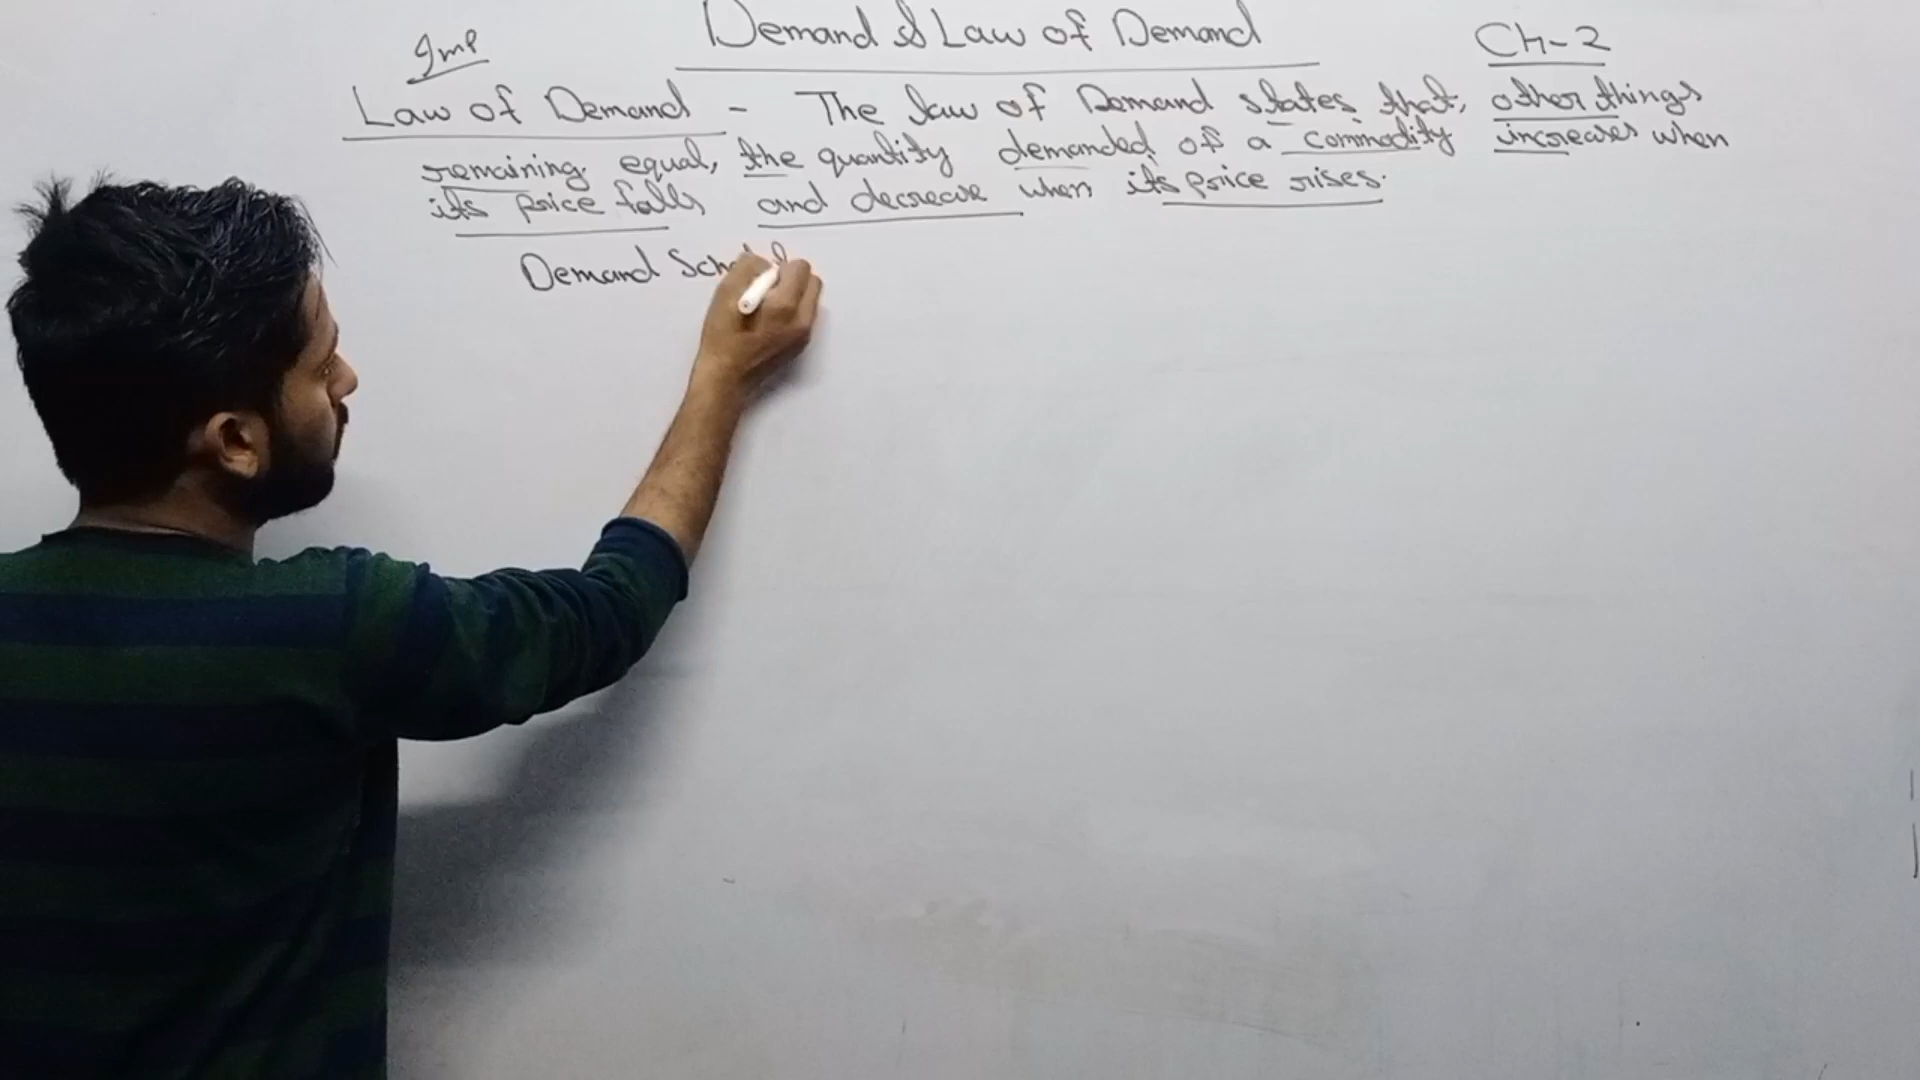 Demand & Law of Demand
Ch-2
Imp
Law of Demand - The law of Demand states that, other things
remaining equal, the quantity demanded of a commodity increases when
its price falls and decrease when its price rises.
Demand